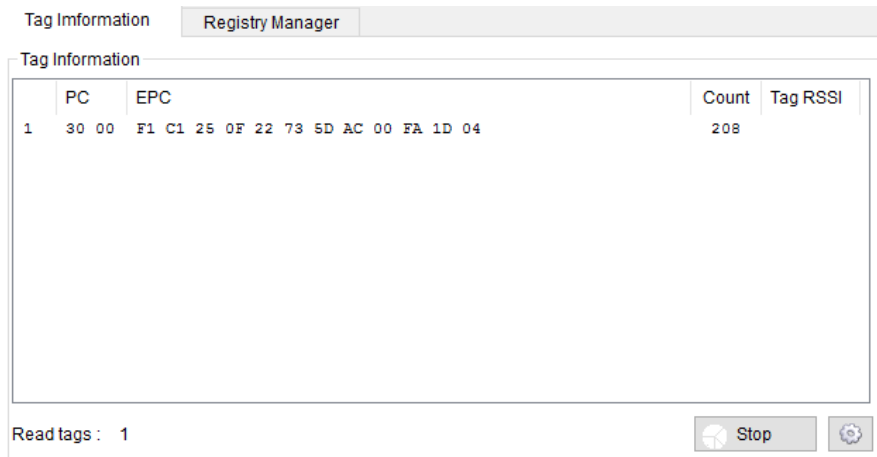 Tag Imformation Registry Manager
Tag Information
PC EPC Count Tag RSSI
1 30 00 F1 C1 25 0F 22 73 5D AC 00 FA 1D 04 208
Read tags : 1 Stop